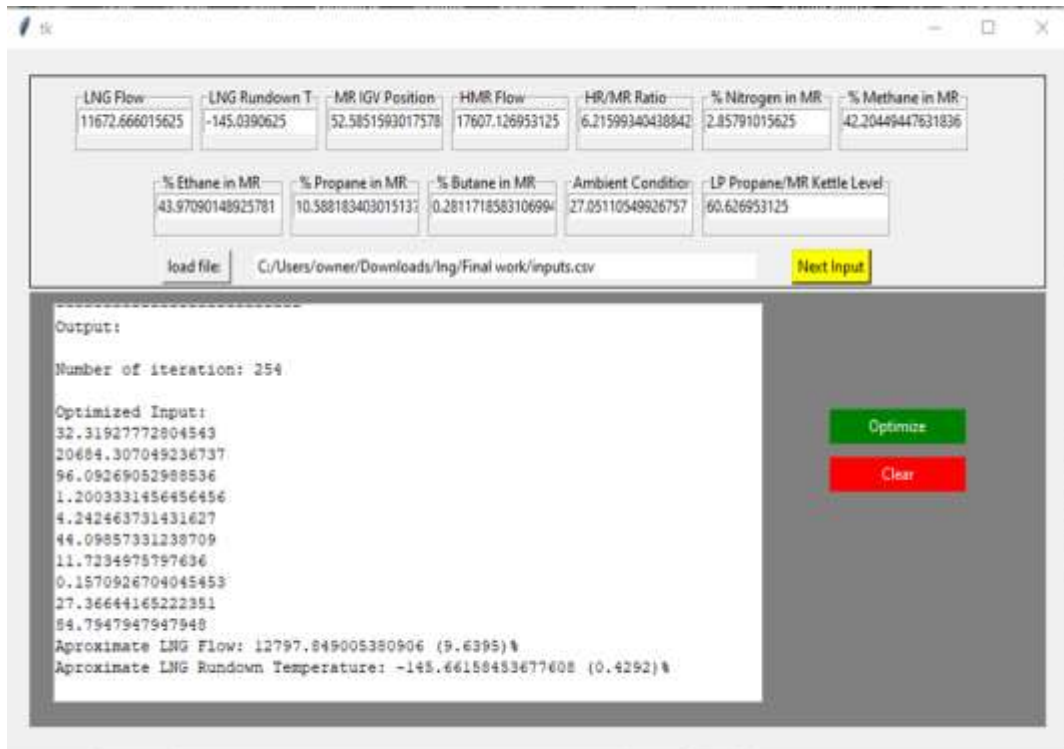 tk
LNG Flow LNG Rundown T MR IGV Position HMR Flow HR/MR Ratio % Nitrogen in MR % Methane in MR
11672.666015625 -145.0390625 52.5851593017578 17607.126953125 6.21599340438842 2.85791015625 42.20449447631836
% Ethane in MR % Propane in MR % Butane in MR Ambient Condition LP Propane/MR Kettle Level
43.97090148925781 10.588183403015137 0.2811718583106994 27.05110549926757 60.626953125
load file: C:/Users/owner/Downloads/lng/Final work/inputs.csv Next Input
Output:
Number of iteration: 254
Optimized Input:
32.31927772804543
20684.307049236737
96.09269052988536
1.2003331456456456
4.242463731431627
44.09857331238709
11.7234975797636
0.1570926704045453
27.36644165222351
84.7947947947948
Aproximate LNG Flow: 12797.849005380906 (9.6395)%
Aproximate LNG Rundown Temperature: -145.66158453677608 (0.4292)%
Optimize
Clear